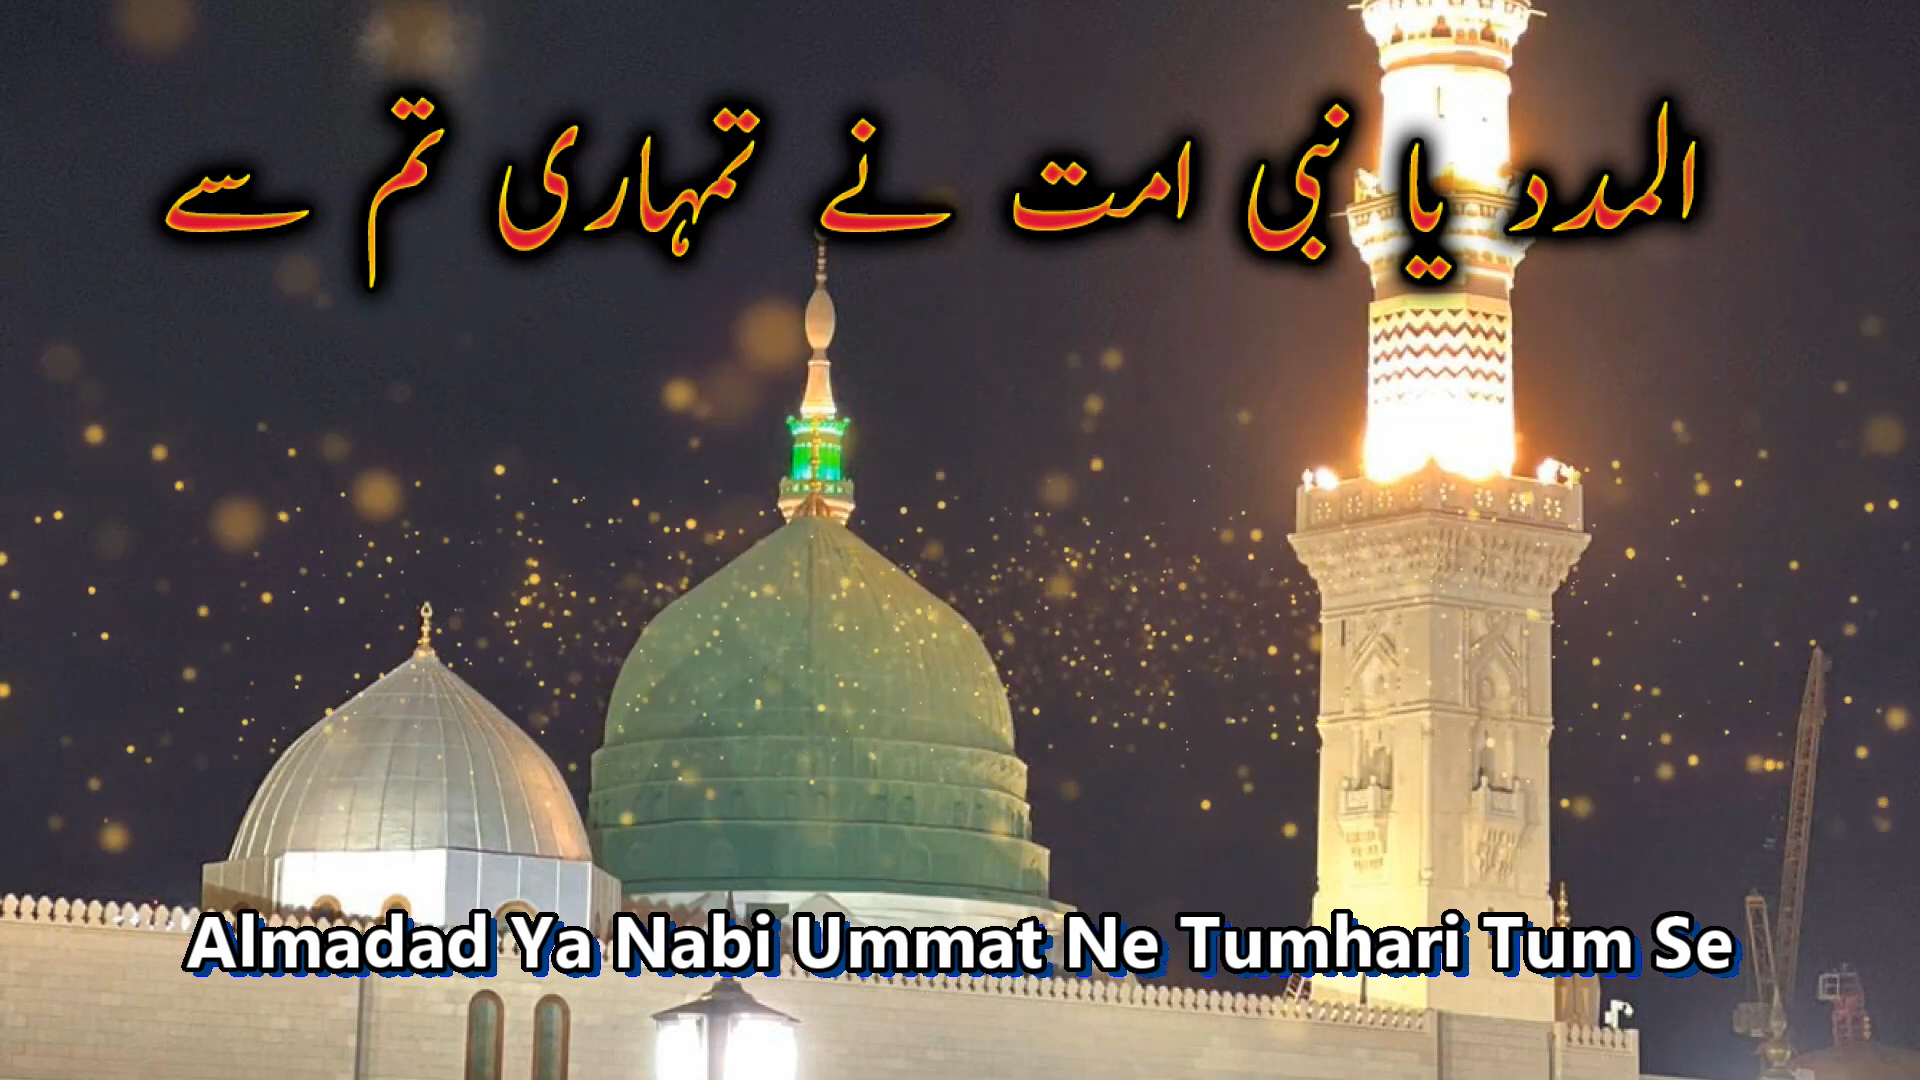 المدد یا نبی امت نے تمہاری تم سے
Almadad Ya Nabi Ummat Ne Tumhari Tum Se